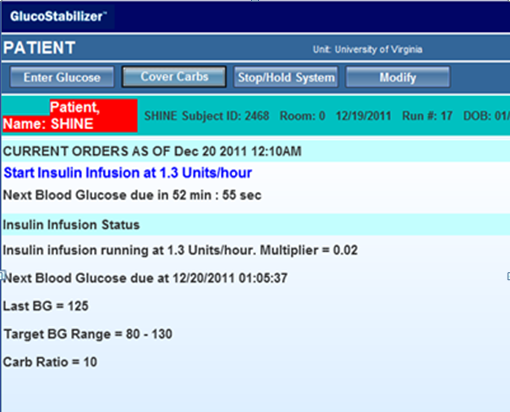 GlucoStabilizer™
PATIENT
Unit: University of Virginia
Enter Glucose
Cover Carbs
Stop/Hold System
Modify
Patient,
Name: SHINE
SHINE Subject ID: 2468 Room: 0 12/19/2011 Run #: 17 DOB: 01/
CURRENT ORDERS AS OF Dec 20 2011 12:10AM
Start Insulin Infusion at 1.3 Units/hour
Next Blood Glucose due in 52 min : 55 sec
Insulin Infusion Status
Insulin infusion running at 1.3 Units/hour. Multiplier = 0.02
Next Blood Glucose due at 12/20/2011 01:05:37
Last BG = 125
Target BG Range = 80 - 130
Carb Ratio = 10